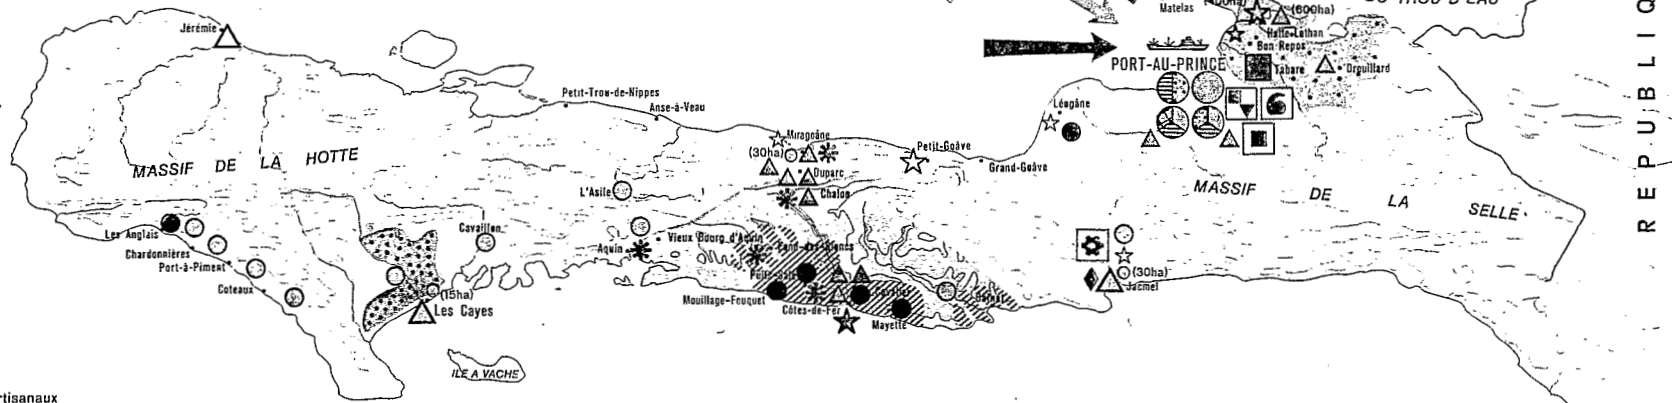 Jérémie
Matelas
(600ha)
Hatte-Lathan
Bon Repos
PORT-AU-PRINCE
Tabare
Drouillard
REPUBLIQ
Petit-Trou-de-Nippes
Anse-à-Veau
Léogâne
Miragoâne
(30ha)
Petit-Goâve
Grand-Goâve
Duparc
Chalon
MASSIF DE LA HOTTE
L'Asile
MASSIF DE LA SELLE
Les Anglais
Cavaillon
Chardonnières
Port-à-Piment
Coteaux
Aquin
Vieux Bourg d'Aquin
Mouillage-Fouquet
Côtes-de-Fer
Mayette
(30ha)
Jacmel
(15ha)
Les Cayes
ILE A VACHE
rtisanaux